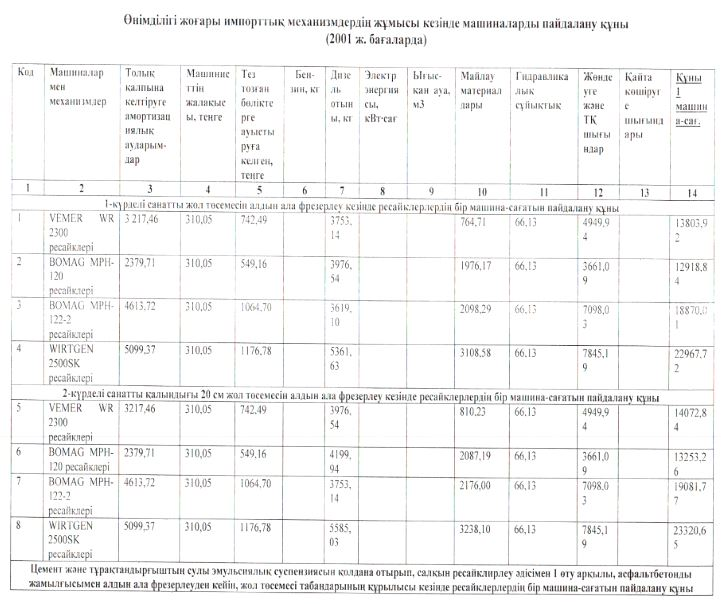 Өнімділігі жоғары импорттық механизмдердің жұмысы кезінде машиналарды пайдалану құны
(2001 ж. бағаларда)
Код | Машиналар мен механизмдер | Толық қалпына келтіруге амортизациялық аударымдар | Машинисттің жалақысы, теңге | Тез тозған бөліктерге ауыстыруға келген, теңге | Бензин, кг | Дизель отыны, кг | Электр энергиясы, кВт-сағ | Ығысқан ауа, м3 | Майлау материалдары | Гидравликалық сұйықтық | Жөндеуге және ТҚ шығындар | Қайта көшіруге шығындары | Құны 1 машина-сағ.
1 | 2 | 3 | 4 | 5 | 6 | 7 | 8 | 9 | 10 | 11 | 12 | 13 | 14
1-күрделі санатты жол төсемесін алдын ала фрезерлеу кезінде ресайклерлердің бір машина-сағатын пайдалану құны
1 | VEMER WR 2300 ресайклері | 3 217,46 | 310,05 | 742,49 | 3753,14 | 764,71 | 66,13 | 4949,94 | 13803,92
2 | BOMAG MPH-120 ресайклері | 2379,71 | 310,05 | 549,16 | 3976,54 | 1976,17 | 66,13 | 3661,09 | 12918,84
3 | BOMAG MPH-122-2 ресайклері | 4613,72 | 310,05 | 1064,70 | 3619,10 | 2098,29 | 66,13 | 7098,03 | 18870,01
4 | WIRTGEN 2500SK ресайклері | 5099,37 | 310,05 | 1176,78 | 5361,63 | 3108,58 | 66,13 | 7845,19 | 22967,72
2-күрделі санатты қалындығы 20 см жол төсемесін алдын ала фрезерлеу кезінде ресайклерлердің бір машина-сағатын пайдалану құны
5 | VEMER WR 2300 ресайклері | 3217,46 | 310,05 | 742,49 | 3976,54 | 810,23 | 66,13 | 4949,94 | 14072,84
6 | BOMAG MPH-120 ресайклері | 2379,71 | 310,05 | 549,16 | 4199,94 | 2087,19 | 66,13 | 3661,09 | 13253,26
7 | BOMAG MPH-122-2 ресайклері | 4613,72 | 310,05 | 1064,70 | 3753,14 | 2176,00 | 66,13 | 7098,03 | 19081,77
8 | WIRTGEN 2500SK ресайклері | 5099,37 | 310,05 | 1176,78 | 5585,03 | 3238,10 | 66,13 | 7845,19 | 23320,65
Цемент және тұрақтандырғыштың сулы эмульсиялық суспензиясын қолдана отырып, салқын ресайклирлеу әдісімен 1 өту арқылы, асфальтбетонды
жамылғысымен алдын ала фрезерлеуден кейін, жол төсемесі табандарының құрылысы кезінде ресайклерлердің бір машина-сағатын пайдалану құны